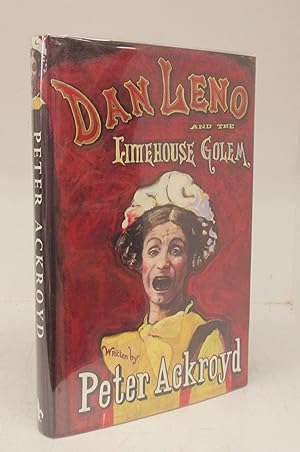 DAN LENO
AND THE
LIMEHOUSE GOLEM
Written by
Peter Ackroyd
PETER ACKROYD